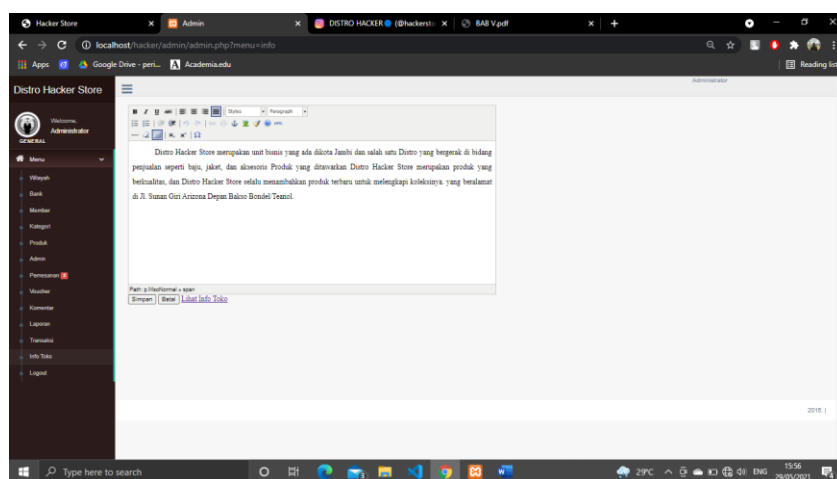 Hacker Store
Admin
DISTRO HACKER (@hackerst
BAB V.pdf
localhost/hacker/admin/admin.php?menu=info
Apps
Google Drive - peri...
Academia.edu
Reading list
Distro Hacker Store
Administrator
Welcome,
Administrator
GENERAL
Menu
Wilayah
Bank
Member
Kategori
Produk
Admin
Pemesanan
Voucher
Komentar
Laporan
Transaksi
Info Toko
Logout
Styles
Paragraph
Distro Hacker Store merupakan unit bisnis yang ada dikota Jambi dan salah satu Distro yang bergerak di bidang
penjualan seperti baju, jaket, dan aksesoris Produk yang ditawarkan Distro Hacker Store merupakan produk yang
berkualitas, dan Distro Hacker Store selalu menambahkan produk terbaru untuk melengkapi koleksinya. yang beralamat
di Jl. Sunan Giri Arizona Depan Bakso Bondel/Teazol.
Path: p.MsoNormal » span
Simpan
Batal
Lihat Info Toko
2018. |
Type here to search
29°C
ENG
15:56
29/05/2021